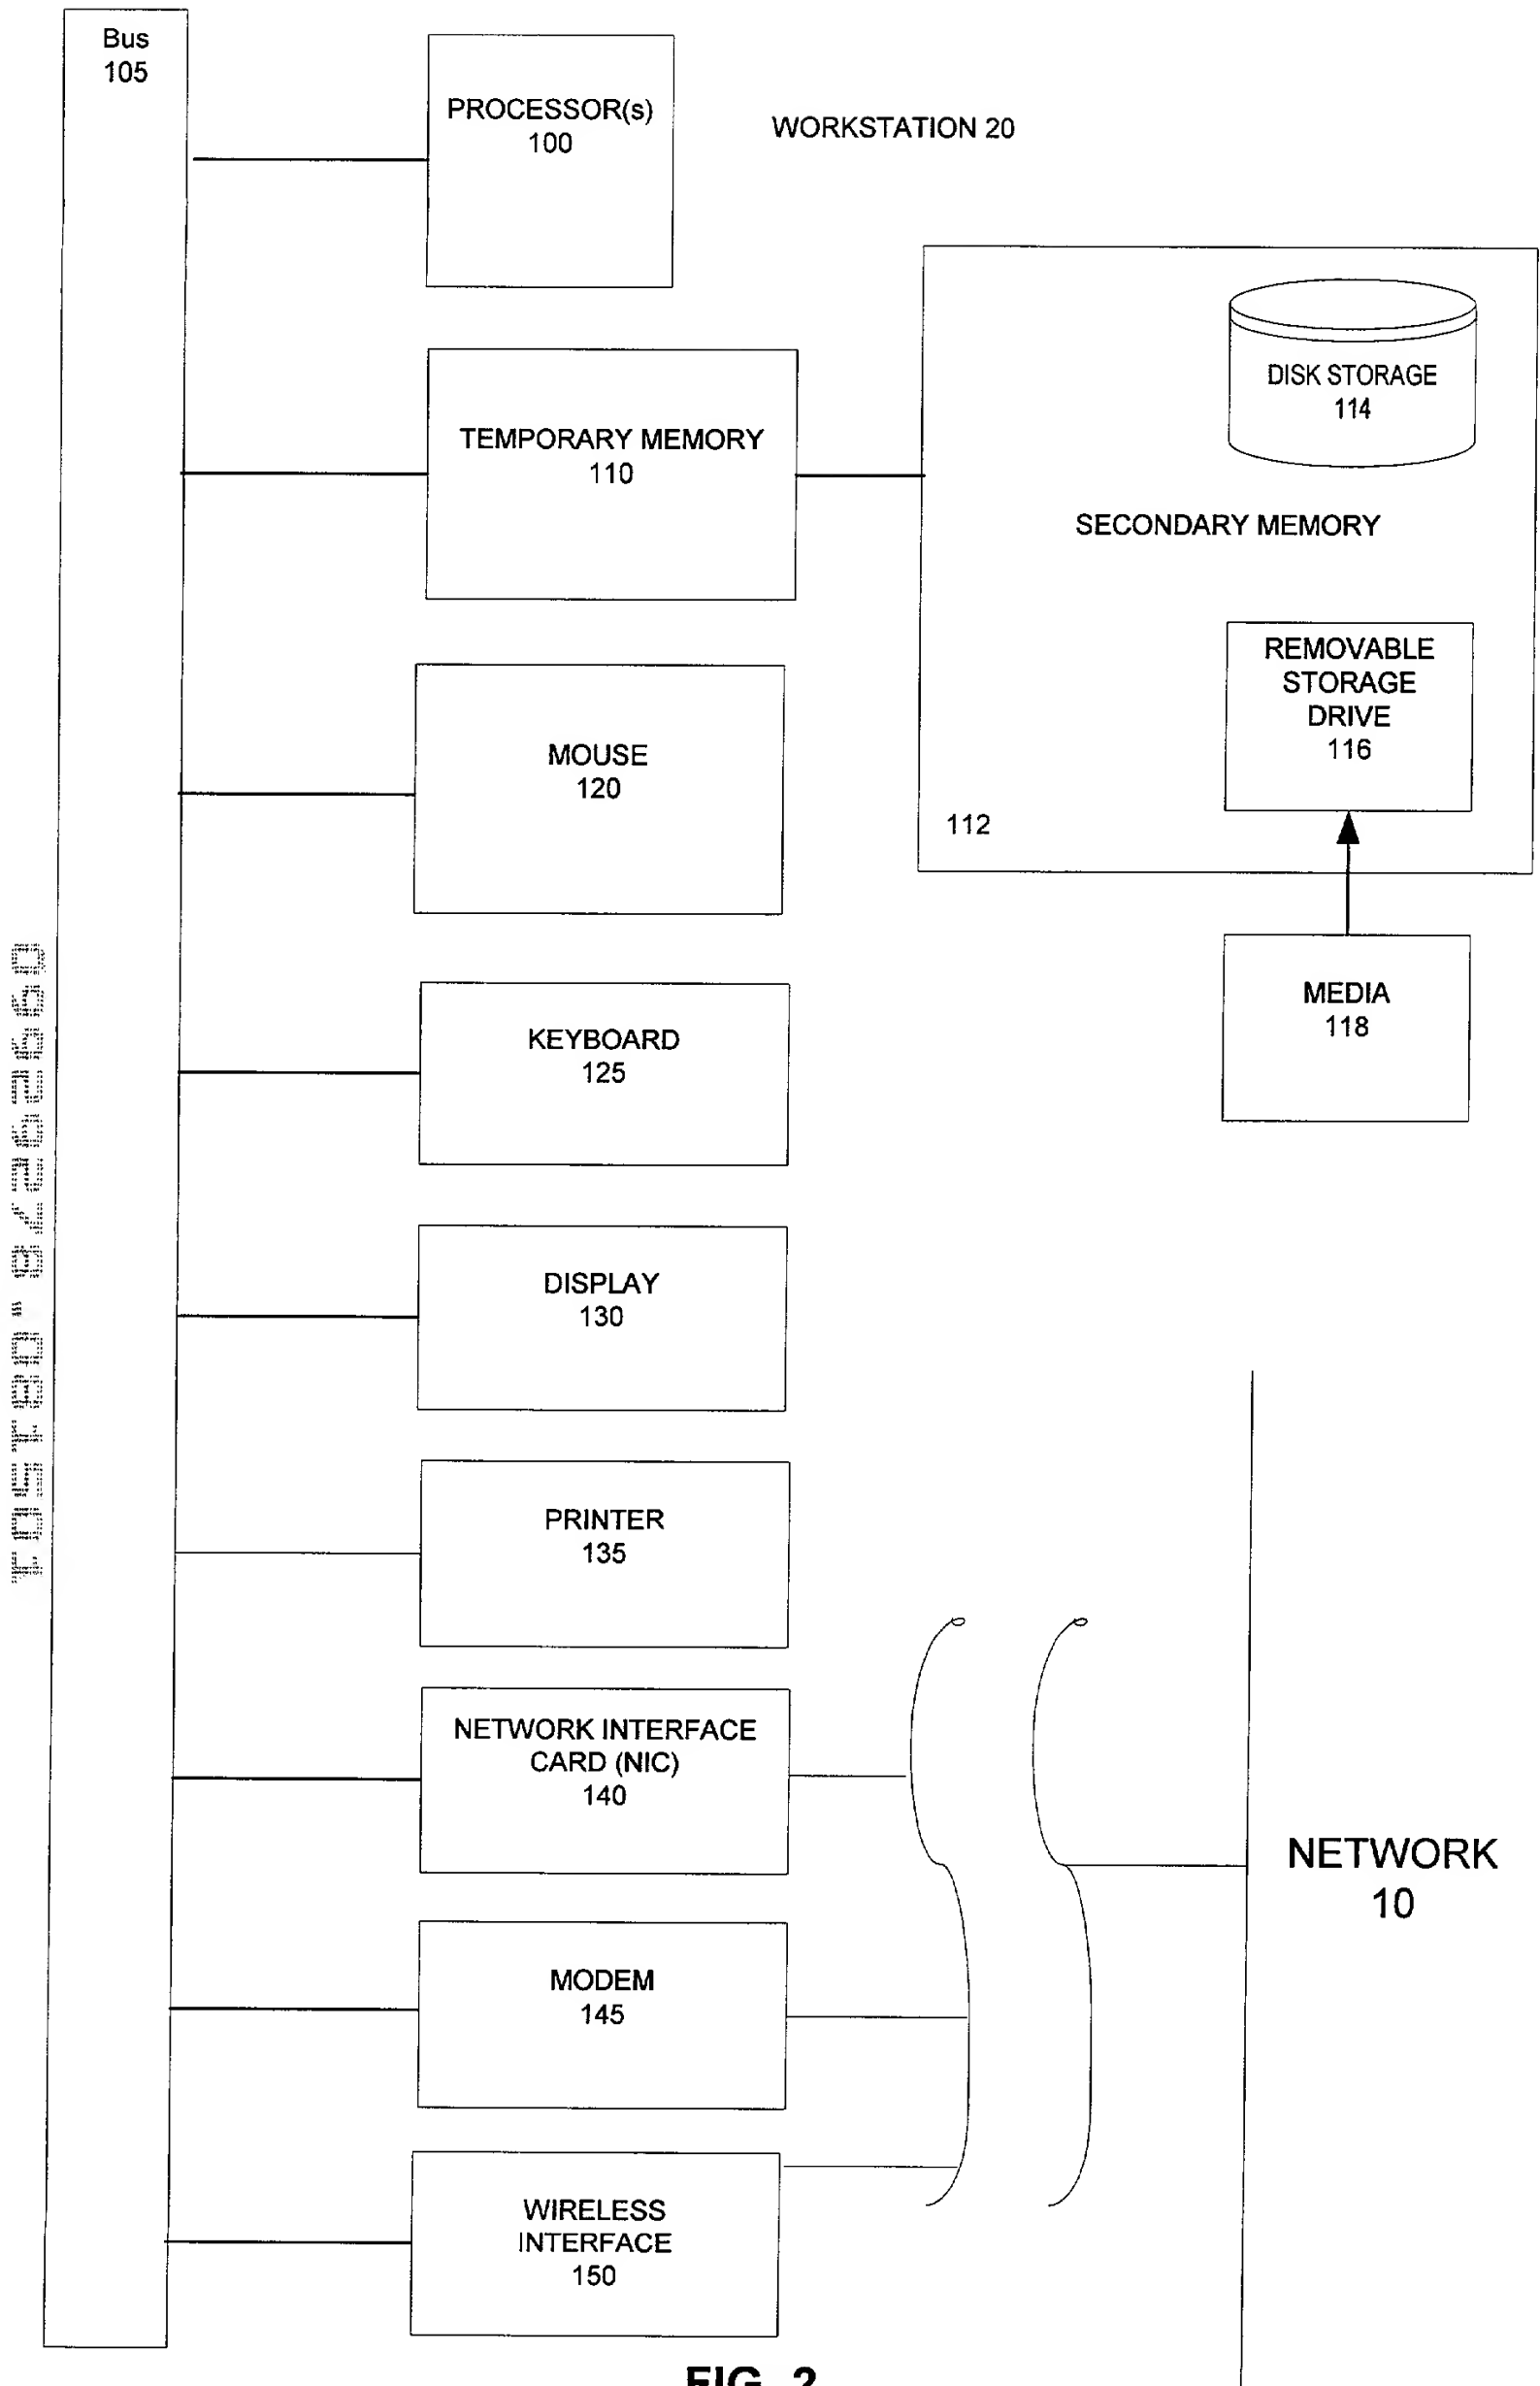 Bus
105
PROCESSOR(s)
100
WORKSTATION 20
DISK STORAGE
114
TEMPORARY MEMORY
110
SECONDARY MEMORY
REMOVABLE
STORAGE
DRIVE
116
MOUSE
120
112
MEDIA
118
KEYBOARD
125
DISPLAY
130
PRINTER
135
NETWORK INTERFACE
CARD (NIC)
140
NETWORK
10
MODEM
145
WIRELESS
INTERFACE
150
FIG. 2